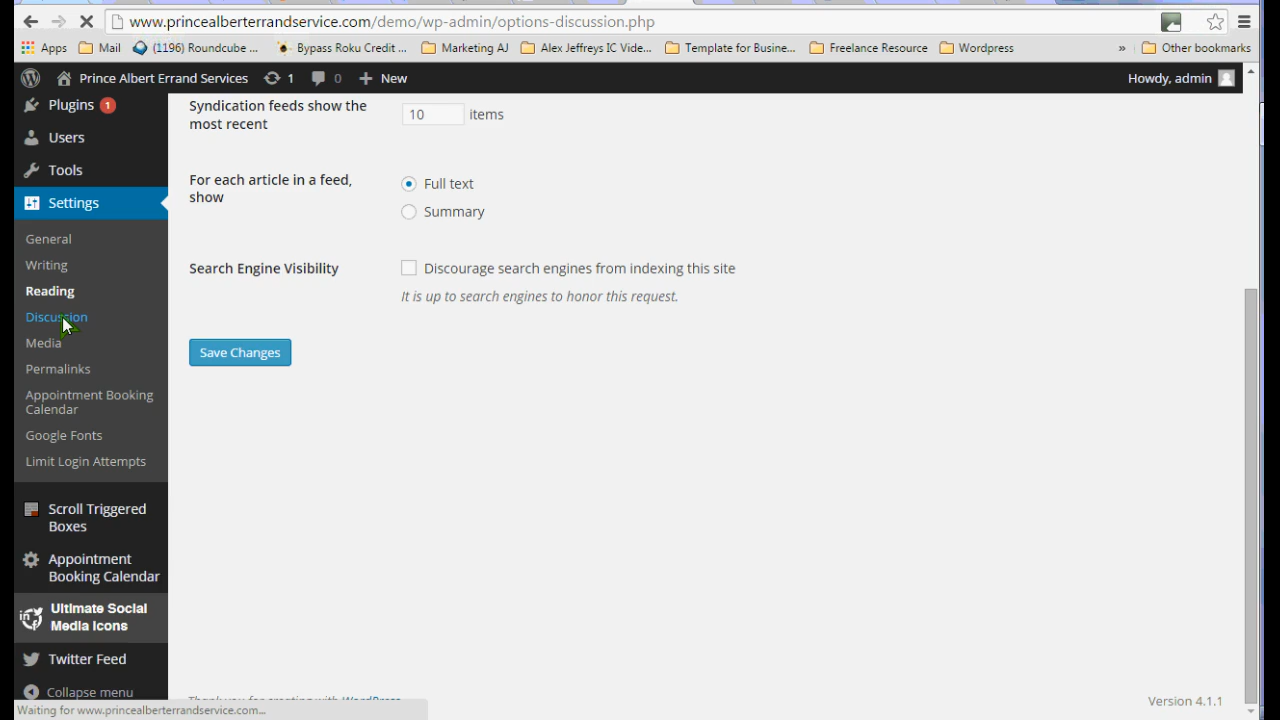 www.princealberterrandservice.com/demo/wp-admin/options-discussion.php
Apps Mail (1196) Roundcube ... Bypass Roku Credit ... Marketing AJ Alex Jeffreys IC Vide... Template for Busine... Freelance Resource Wordpress » Other bookmarks
Prince Albert Errand Services 1 0 New Howdy, admin
Plugins 1
Users
Tools
Settings
General
Writing
Reading
Discussion
Media
Permalinks
Appointment Booking
Calendar
Google Fonts
Limit Login Attempts
Scroll Triggered
Boxes
Appointment
Booking Calendar
Ultimate Social
Media Icons
Twitter Feed
Collapse menu
Syndication feeds show the
most recent
10 items
For each article in a feed,
show
Full text
Summary
Search Engine Visibility
Discourage search engines from indexing this site
It is up to search engines to honor this request.
Save Changes
Thank you for creating with WordPress
Version 4.1.1
Waiting for www.princealberterrandservice.com...